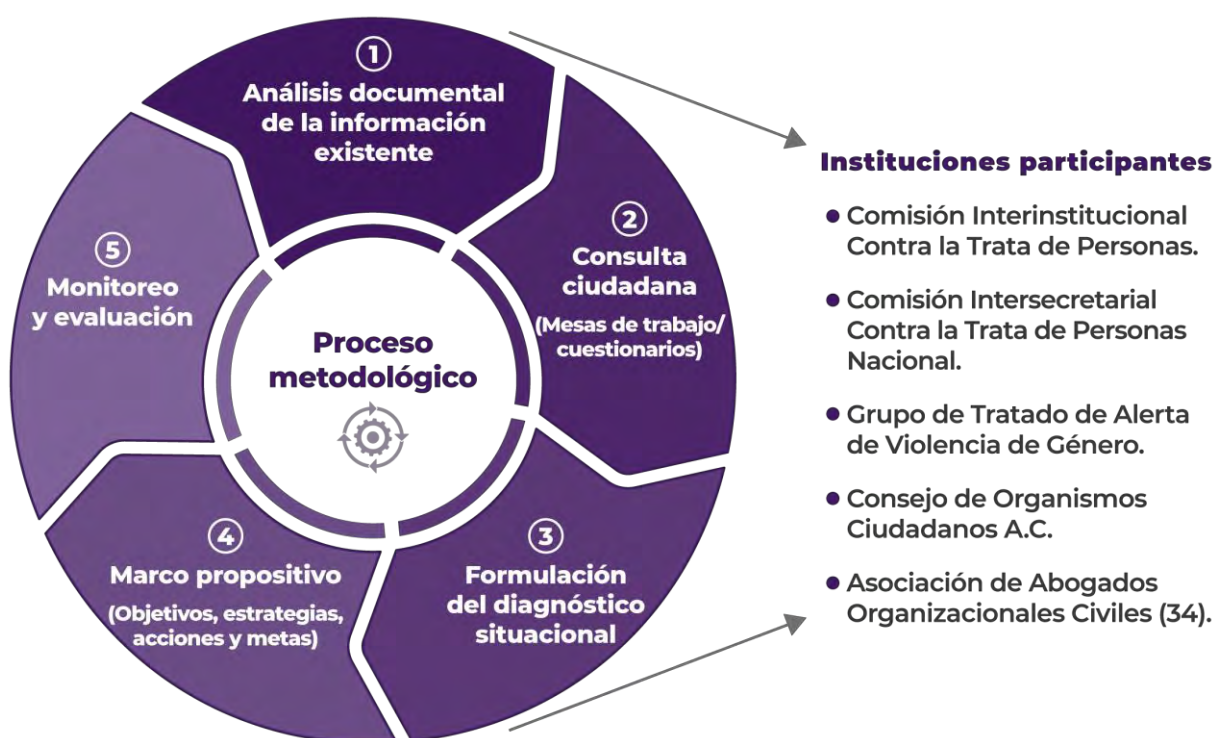 1
Análisis documental
de la información
existente
2
Consulta
ciudadana
(Mesas de trabajo/
cuestionarios)
3
Formulación
del diagnóstico
situacional
4
Marco propositivo
(Objetivos, estrategias,
acciones y metas)
5
Monitoreo
y evaluación
Proceso
metodológico
Instituciones participantes
Comisión Interinstitucional
Contra la Trata de Personas.
Comisión Intersecretarial
Contra la Trata de Personas
Nacional.
Grupo de Tratado de Alerta
de Violencia de Género.
Consejo de Organismos
Ciudadanos A.C.
Asociación de Abogados
Organizacionales Civiles (34).